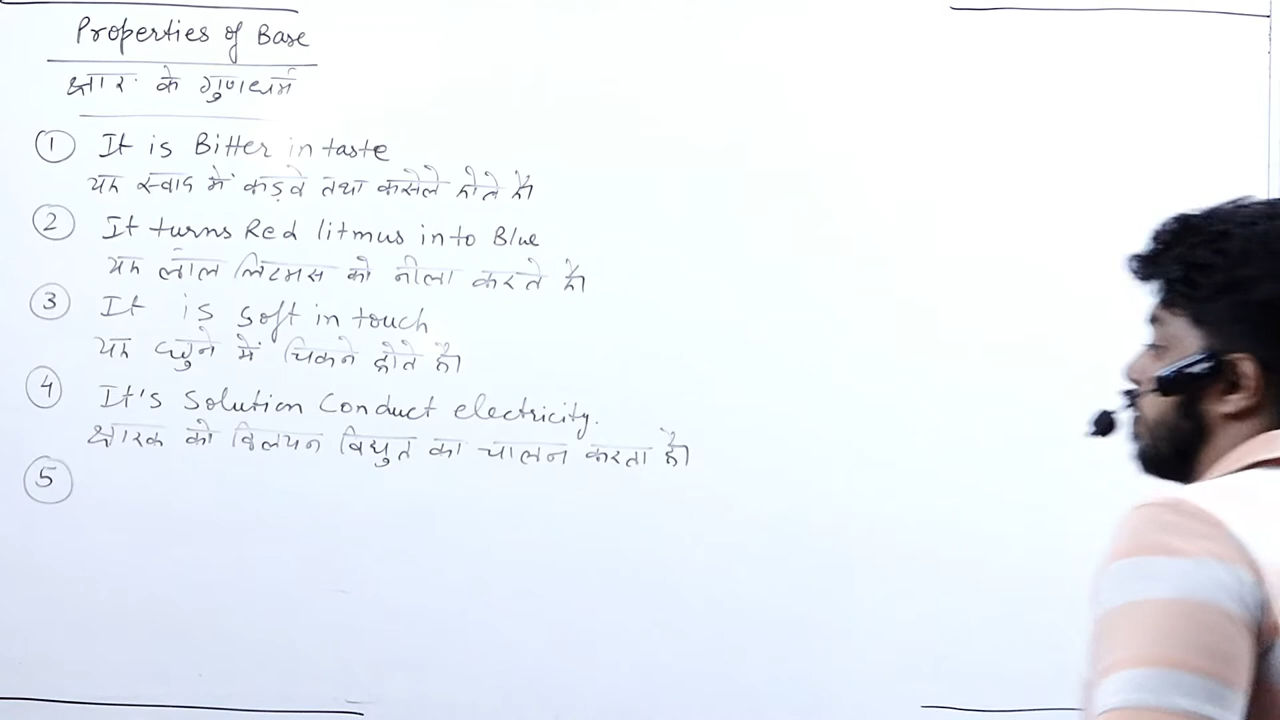 Properties of Base
क्षार के गुणधर्म
① It is Bitter in taste
यह स्वाद में कड़वे तथा कसेले होते है।
② It turns Red litmus into Blue
यह लाल लिटमस को नीला करते है।
③ It is soft in touch
यह छुने में चिकने होते है।
④ It's Solution Conduct electricity.
क्षारक को विलयन विद्युत का चालन करता है।
⑤